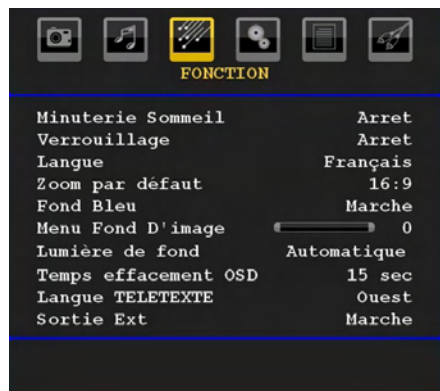 FONCTION
Minuterie Sommeil Arret
Verrouillage Arret
Langue Français
Zoom par défaut 16:9
Fond Bleu Marche
Menu Fond D'image 0
Lumière de fond Automatique
Temps effacement OSD 15 sec
Langue TELETEXTE Ouest
Sortie Ext Marche